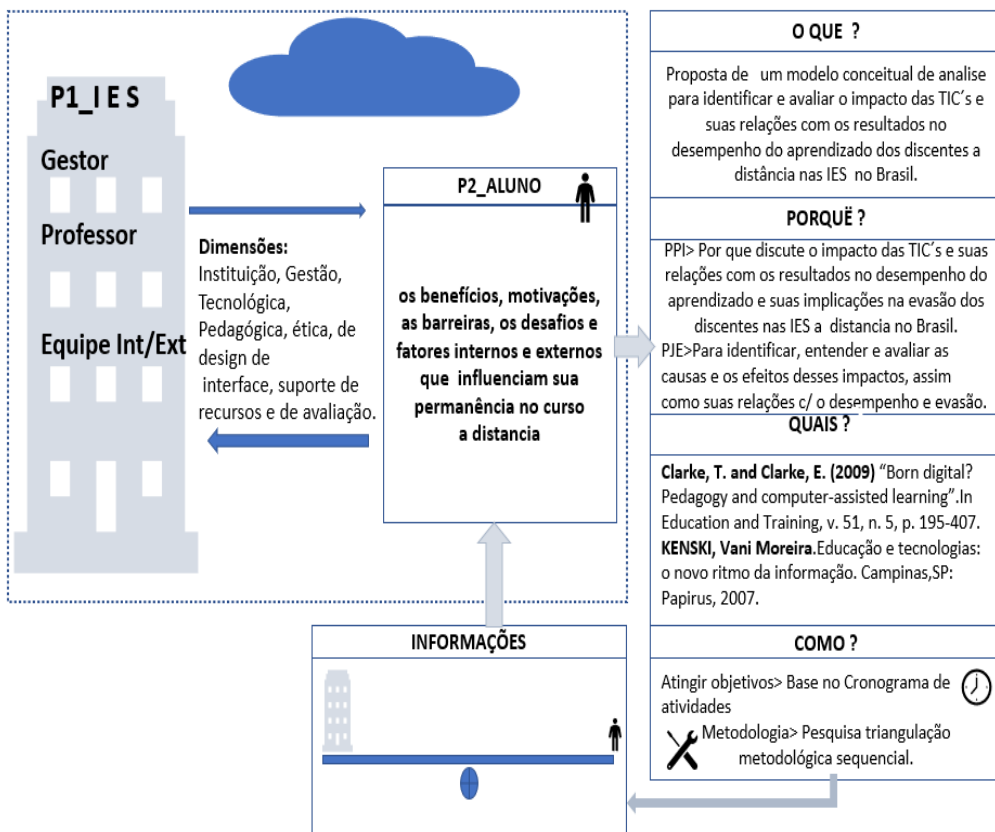 P1_I E S
Gestor
Professor
Equipe Int/Ext
Dimensões:
Instituição, Gestão,
Tecnológica,
Pedagógica, ética, de
design de
interface, suporte de
recursos e de avaliação.
P2_ALUNO
os benefícios, motivações,
as barreiras, os desafios e
fatores internos e externos
que influenciam sua
permanência no curso
a distancia
INFORMAÇÕES
O QUE ?
Proposta de um modelo conceitual de analise
para identificar e avaliar o impacto das TIC´s e
suas relações com os resultados no
desempenho do aprendizado dos discentes a
distância nas IES no Brasil.
PORQUË ?
PPI> Por que discute o impacto das TIC´s e suas
relações com os resultados no desempenho do
aprendizado e suas implicações na evasão dos
discentes nas IES a distancia no Brasil.
PJE>Para identificar, entender e avaliar as
causas e os efeitos desses impactos, assim
como suas relações c/ o desempenho e evasão.
QUAIS ?
Clarke, T. and Clarke, E. (2009) “Born digital?
Pedagogy and computer-assisted learning”.In
Education and Training, v. 51, n. 5, p. 195-407.
KENSKI, Vani Moreira.Educação e tecnologias:
o novo ritmo da informação. Campinas,SP:
Papirus, 2007.
COMO ?
Atingir objetivos> Base no Cronograma de
atividades
Metodologia> Pesquisa triangulação
metodológica sequencial.